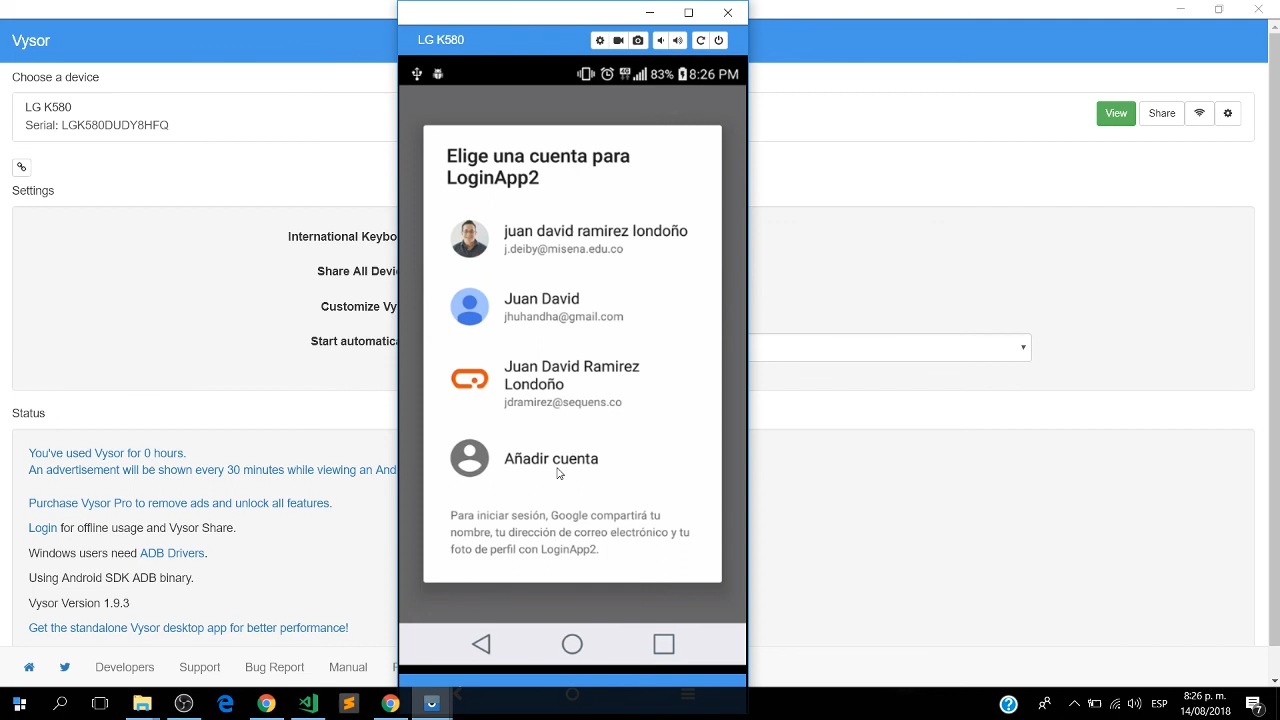 Vysor
Choose a device
LG K580
Serial: LGK580DUDY8HFQ
View
Share
Settings
International Keybo
Share All Devi
Customize Vy
Start automatica
Status
You've used Vysor for 0 hours.
An advertisement will be shown every 30 minutes while viewing an And
Purchase Vysor Pro to remove ads and unlock all features.
Login for offline usage and Vysor Share.
Windows users need ADB Drivers.
Using Android SDK ADB binary.
Vysor Version 1.9.3
Get the standalone Vysor desktop app for better performance!
Developers Support Bug Report Manual
LG K580
4G 83% 8:26 PM
Elige una cuenta para
LoginApp2
juan david ramirez londoño
j.deiby@misena.edu.co
Juan David
jhuhandha@gmail.com
Juan David Ramirez
Londoño
jdramirez@sequens.co
Añadir cuenta
Para iniciar sesión, Google compartirá tu
nombre, tu dirección de correo electrónico y tu
foto de perfil con LoginApp2.
ESP
8:26 p. m.
14/08/2018